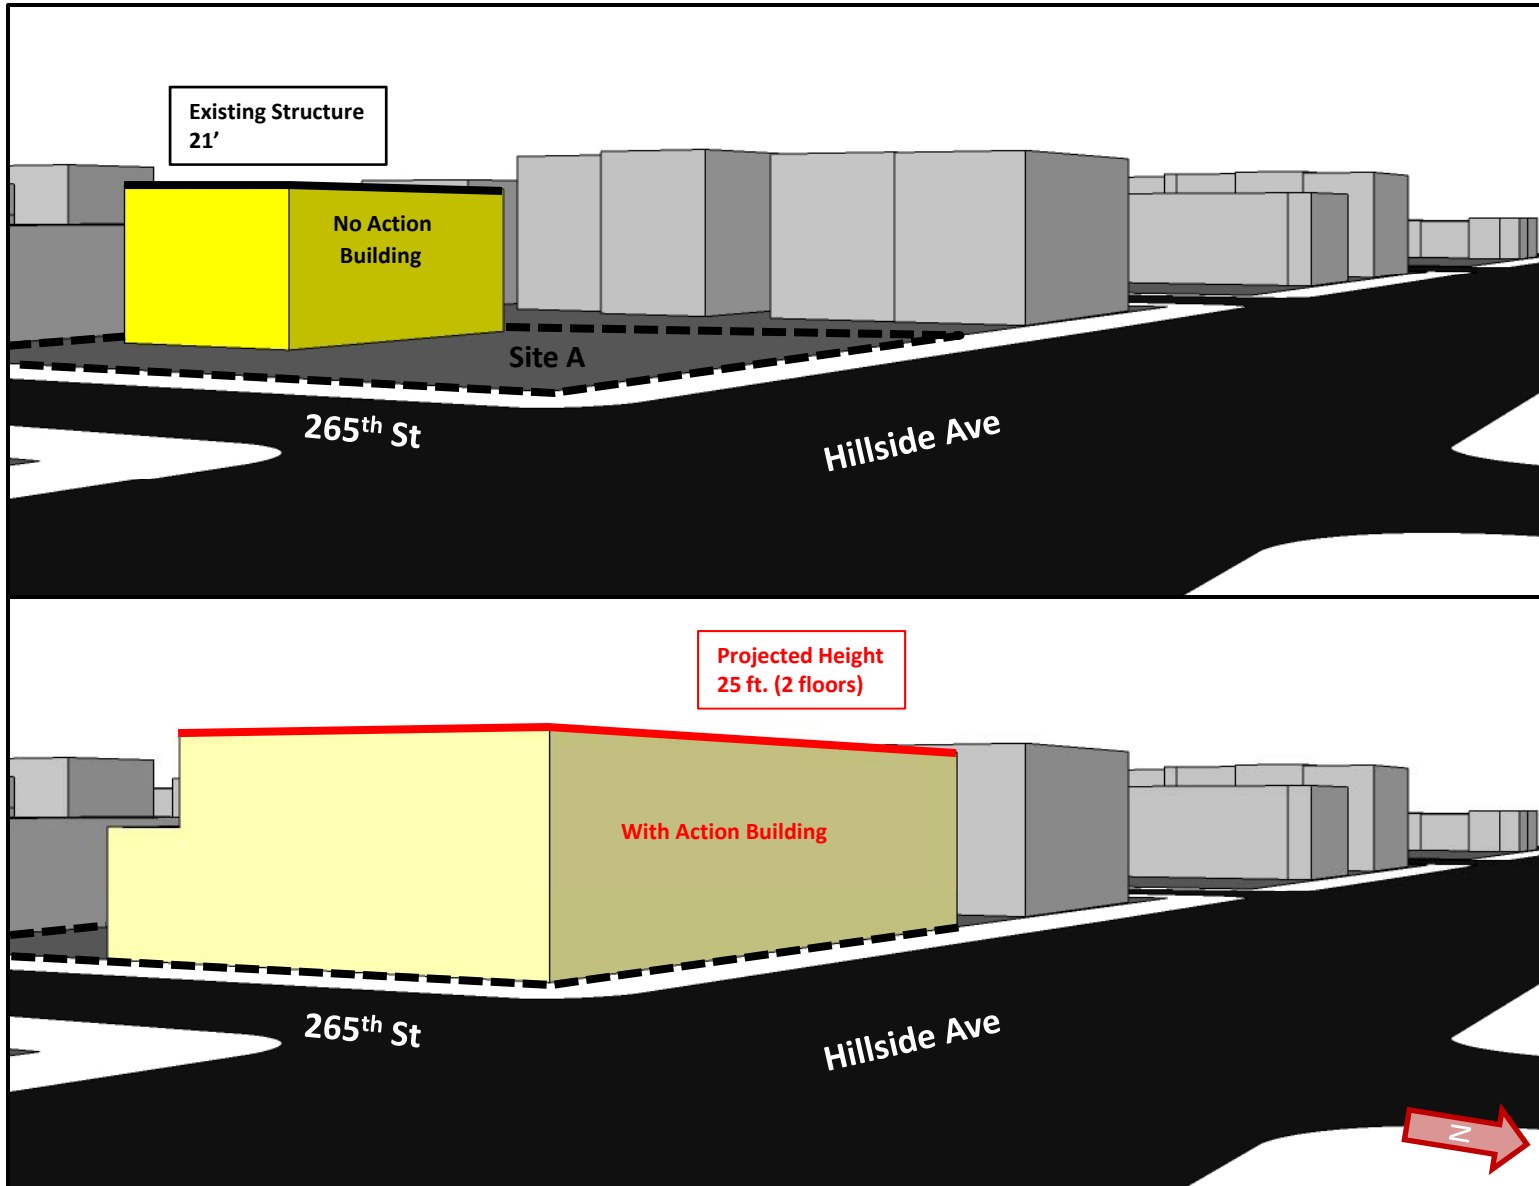 Existing Structure
21’
No Action
Building
Site A
265th St
Hillside Ave
Projected Height
25 ft. (2 floors)
With Action Building
265th St
Hillside Ave
N